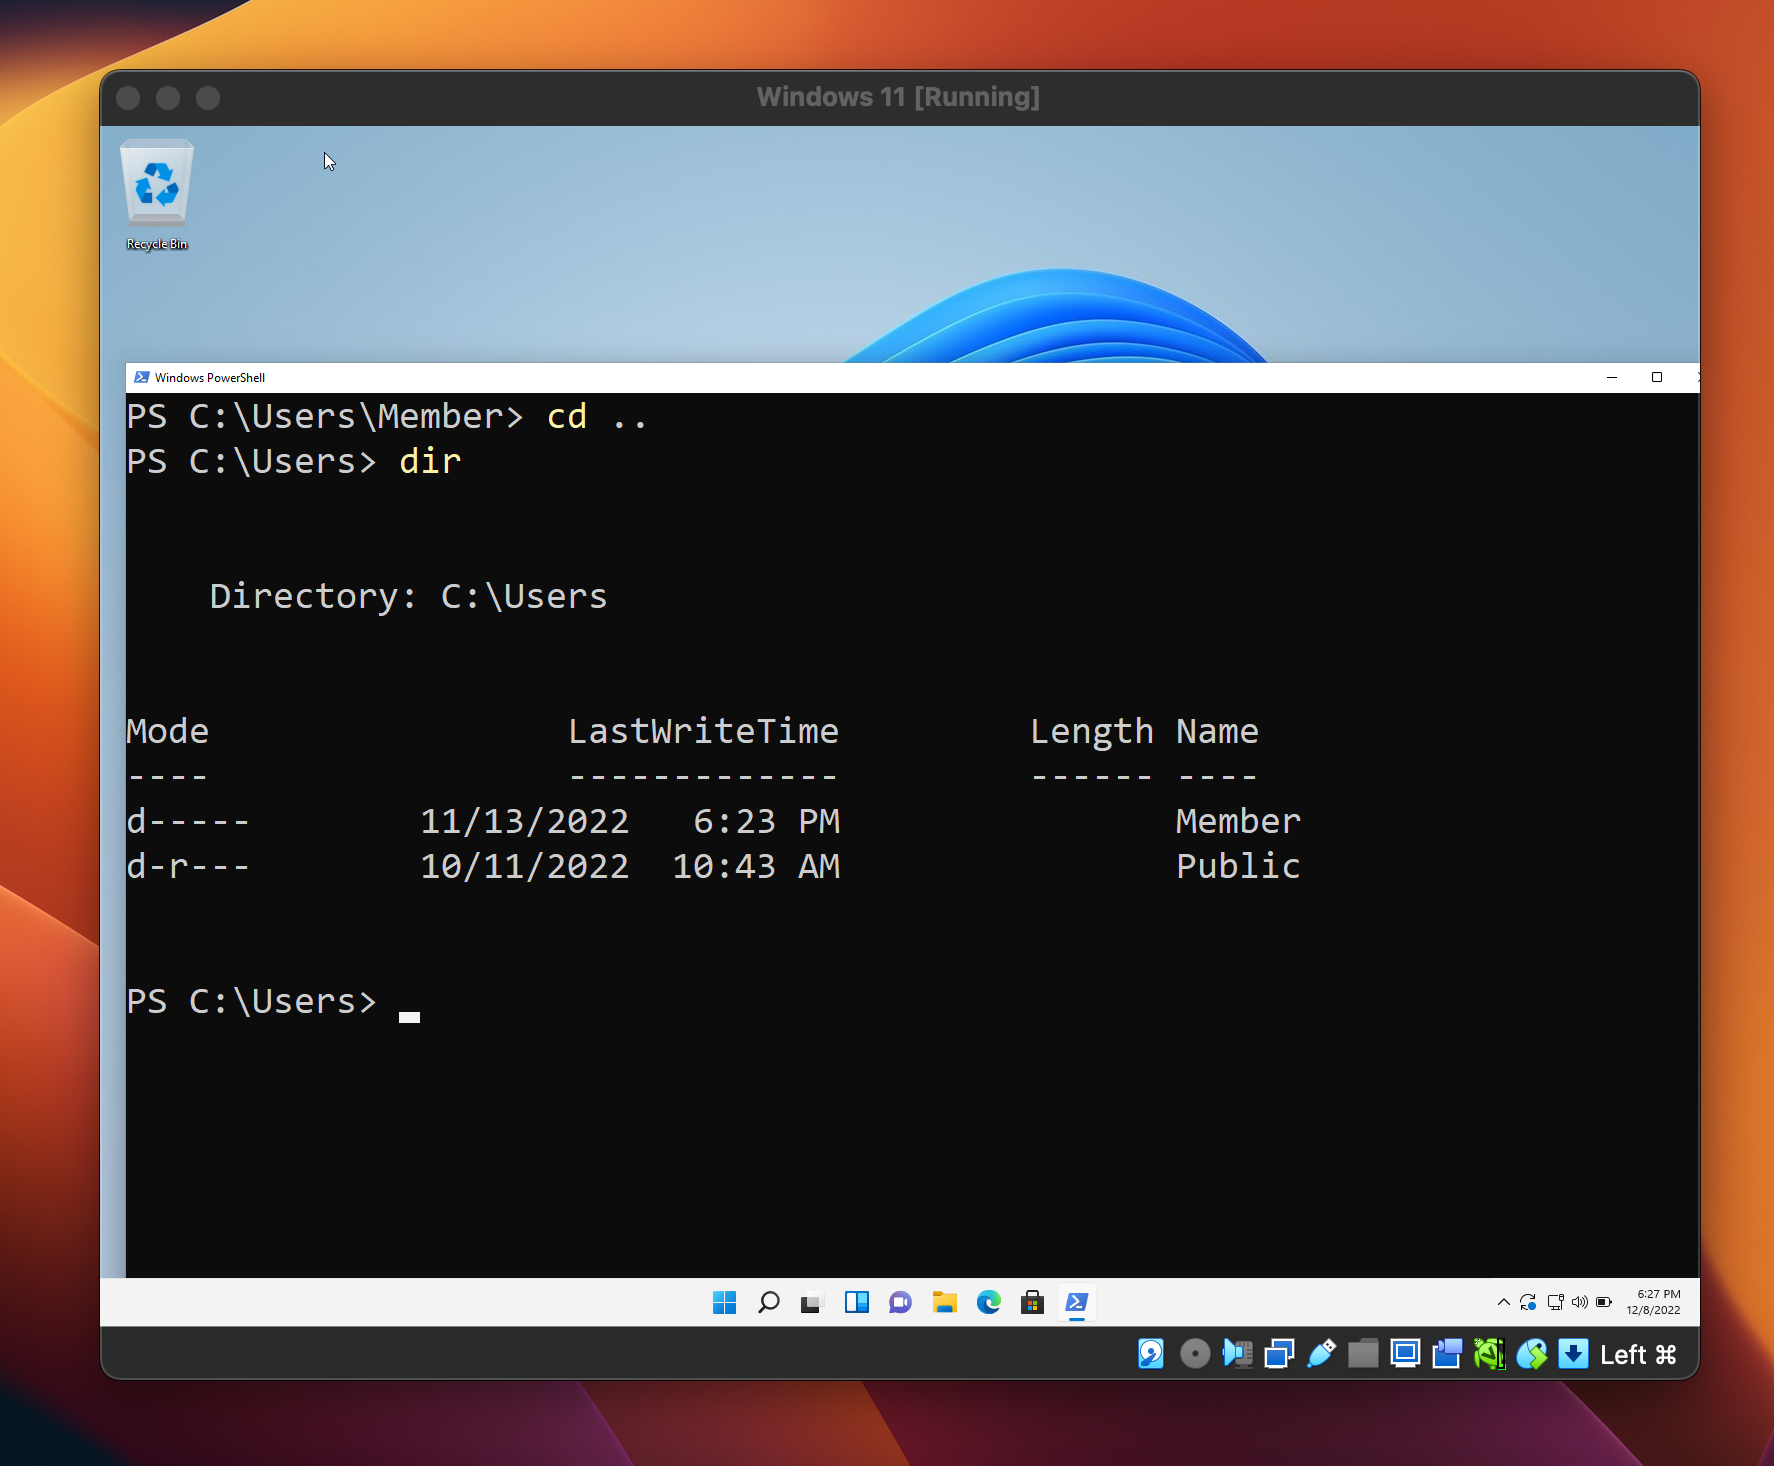 Windows 11 [Running]
Recycle Bin
Windows PowerShell
PS C:\Users\Member> cd ..
PS C:\Users> dir
Directory: C:\Users
Mode                 LastWriteTime         Length Name
----                 -------------         ------ ----
d-----        11/13/2022   6:23 PM                Member
d-r---        10/11/2022  10:43 AM                Public
PS C:\Users>
6:27 PM
12/8/2022
Left ⌘